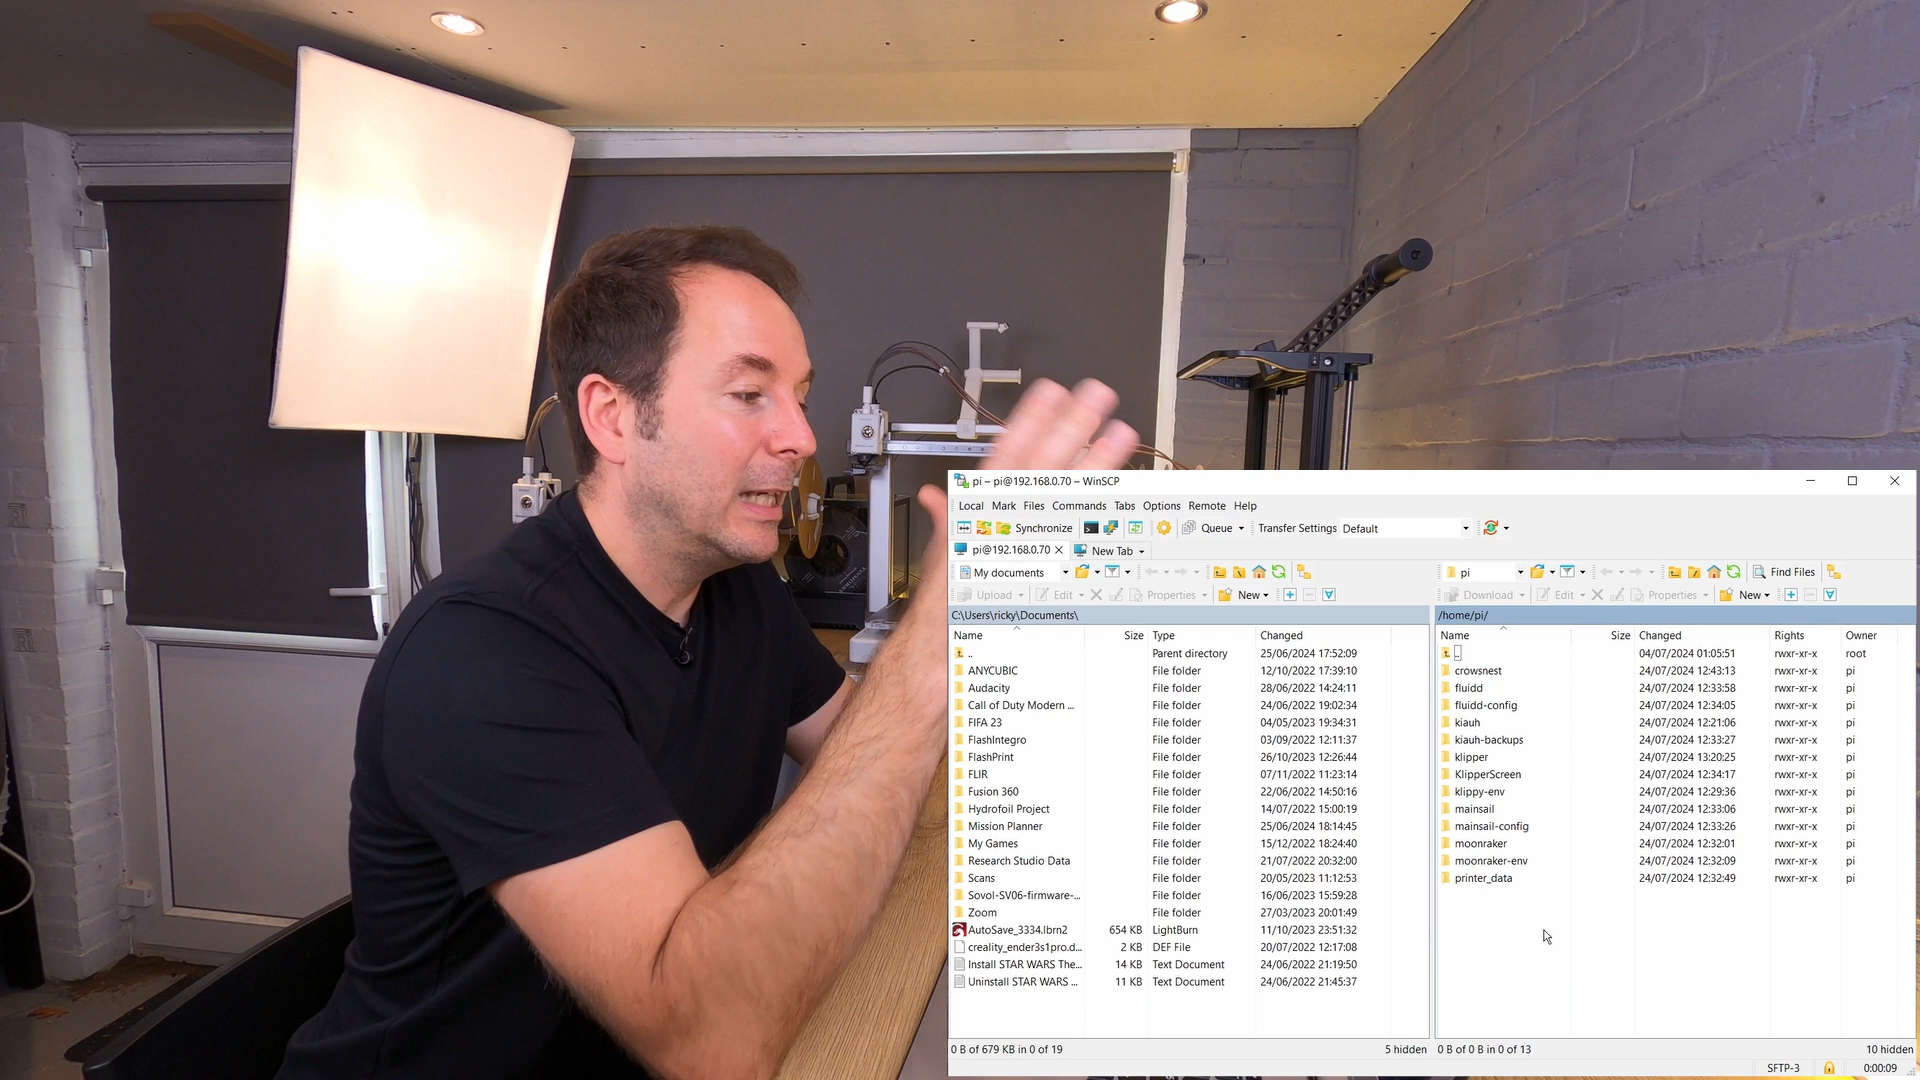 pi – pi@192.168.0.70 – WinSCP
Local Mark Files Commands Tabs Options Remote Help
Synchronize Queue Transfer Settings Default
pi@192.168.0.70 New Tab
My documents pi Find Files
Upload Edit Properties New Download Edit Properties New
C:\Users\ricky\Documents\ /home/pi/
Name Size Type Changed
.. Parent directory 25/06/2024 17:52:09
ANYCUBIC File folder 12/10/2022 17:39:10
Audacity File folder 28/06/2022 14:24:11
Call of Duty Modern ... File folder 24/06/2022 19:02:34
FIFA 23 File folder 04/05/2023 19:34:31
FlashIntegro File folder 03/09/2022 12:11:37
FlashPrint File folder 26/10/2023 12:26:44
FLIR File folder 07/11/2022 11:23:14
Fusion 360 File folder 22/06/2022 14:50:16
Hydrofoil Project File folder 14/07/2022 15:00:19
Mission Planner File folder 25/06/2024 18:14:45
My Games File folder 15/12/2022 18:24:40
Research Studio Data File folder 21/07/2022 20:32:00
Scans File folder 20/05/2023 11:12:53
Sovol-SV06-firmware-... File folder 16/06/2023 15:59:28
Zoom File folder 27/03/2023 20:01:49
AutoSave_3334.lbrn2 654 KB LightBurn 11/10/2023 23:51:32
creality_ender3s1pro.d... 2 KB DEF File 20/07/2022 12:17:08
Install STAR WARS The... 14 KB Text Document 24/06/2022 21:19:50
Uninstall STAR WARS ... 11 KB Text Document 24/06/2022 21:45:37
0 B of 679 KB in 0 of 19 5 hidden
Name Size Changed Rights Owner
.. 04/07/2024 01:05:51 rwxr-xr-x root
crowsnest 24/07/2024 12:43:13 rwxr-xr-x pi
fluidd 24/07/2024 12:33:58 rwxr-xr-x pi
fluidd-config 24/07/2024 12:34:05 rwxr-xr-x pi
kiauh 24/07/2024 12:21:06 rwxr-xr-x pi
kiauh-backups 24/07/2024 12:33:27 rwxr-xr-x pi
klipper 24/07/2024 13:20:25 rwxr-xr-x pi
KlipperScreen 24/07/2024 12:34:17 rwxr-xr-x pi
klippy-env 24/07/2024 12:29:36 rwxr-xr-x pi
mainsail 24/07/2024 12:33:06 rwxr-xr-x pi
mainsail-config 24/07/2024 12:33:26 rwxr-xr-x pi
moonraker 24/07/2024 12:32:01 rwxr-xr-x pi
moonraker-env 24/07/2024 12:32:09 rwxr-xr-x pi
printer_data 24/07/2024 12:32:49 rwxr-xr-x pi
0 B of 0 B in 0 of 13 10 hidden
SFTP-3 0:00:09